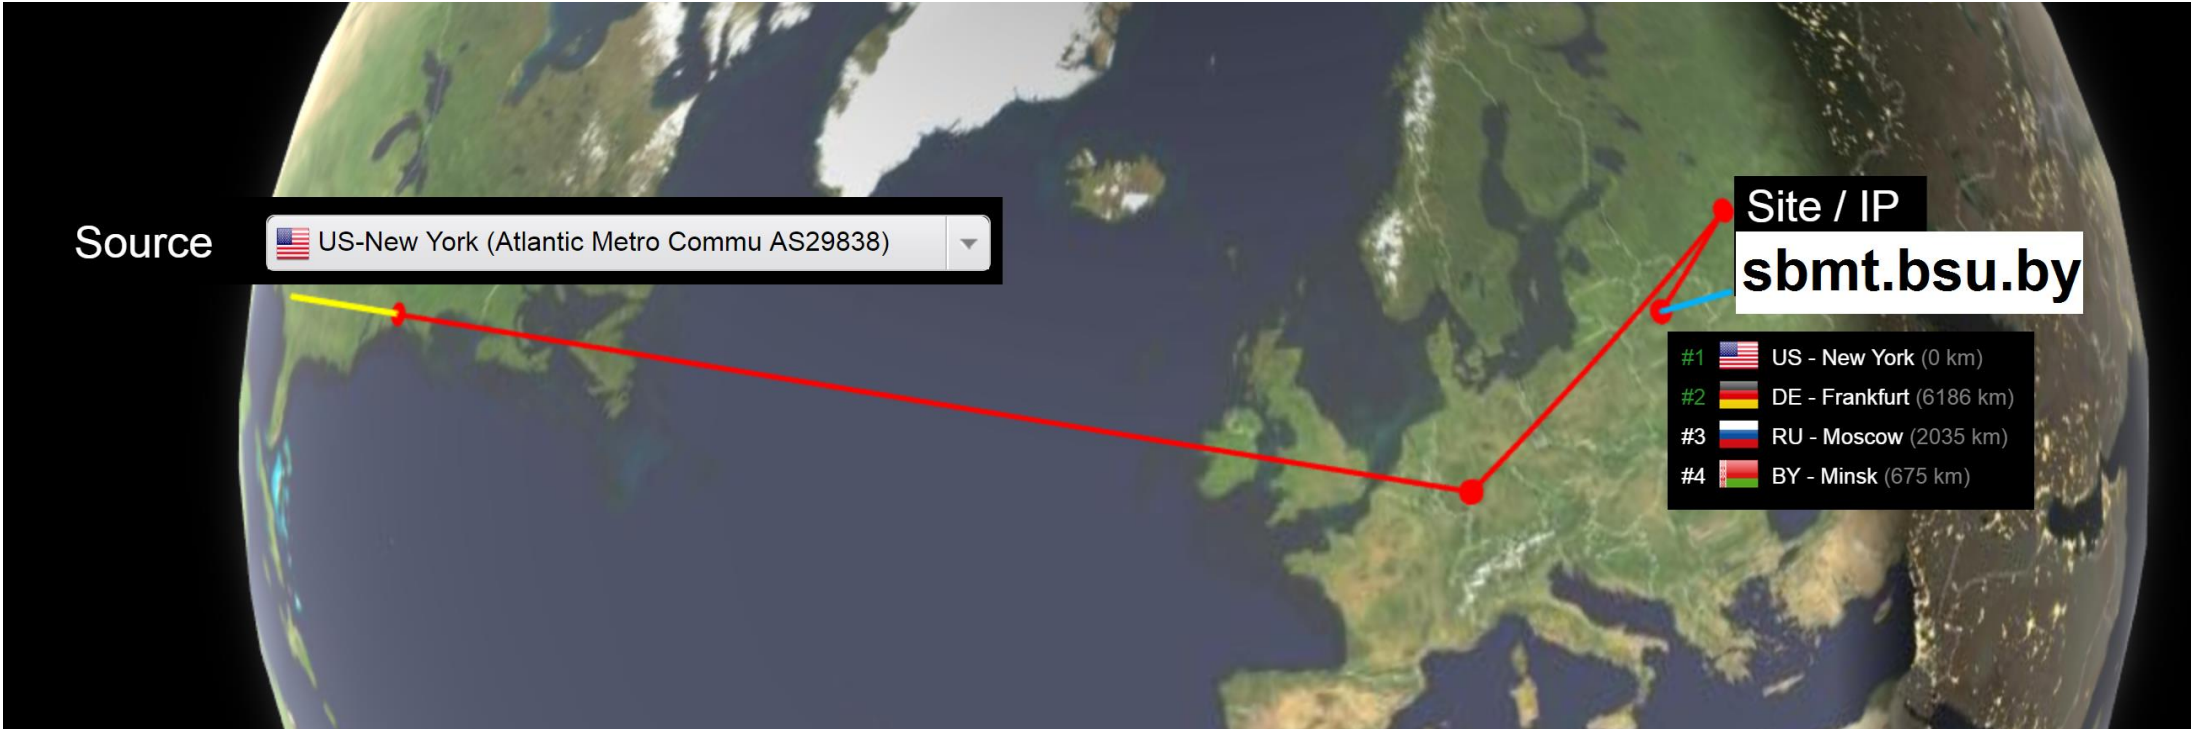 Source
US-New York (Atlantic Metro Commu AS29838)
Site / IP
sbmt.bsu.by
#1 US - New York (0 km)
#2 DE - Frankfurt (6186 km)
#3 RU - Moscow (2035 km)
#4 BY - Minsk (675 km)